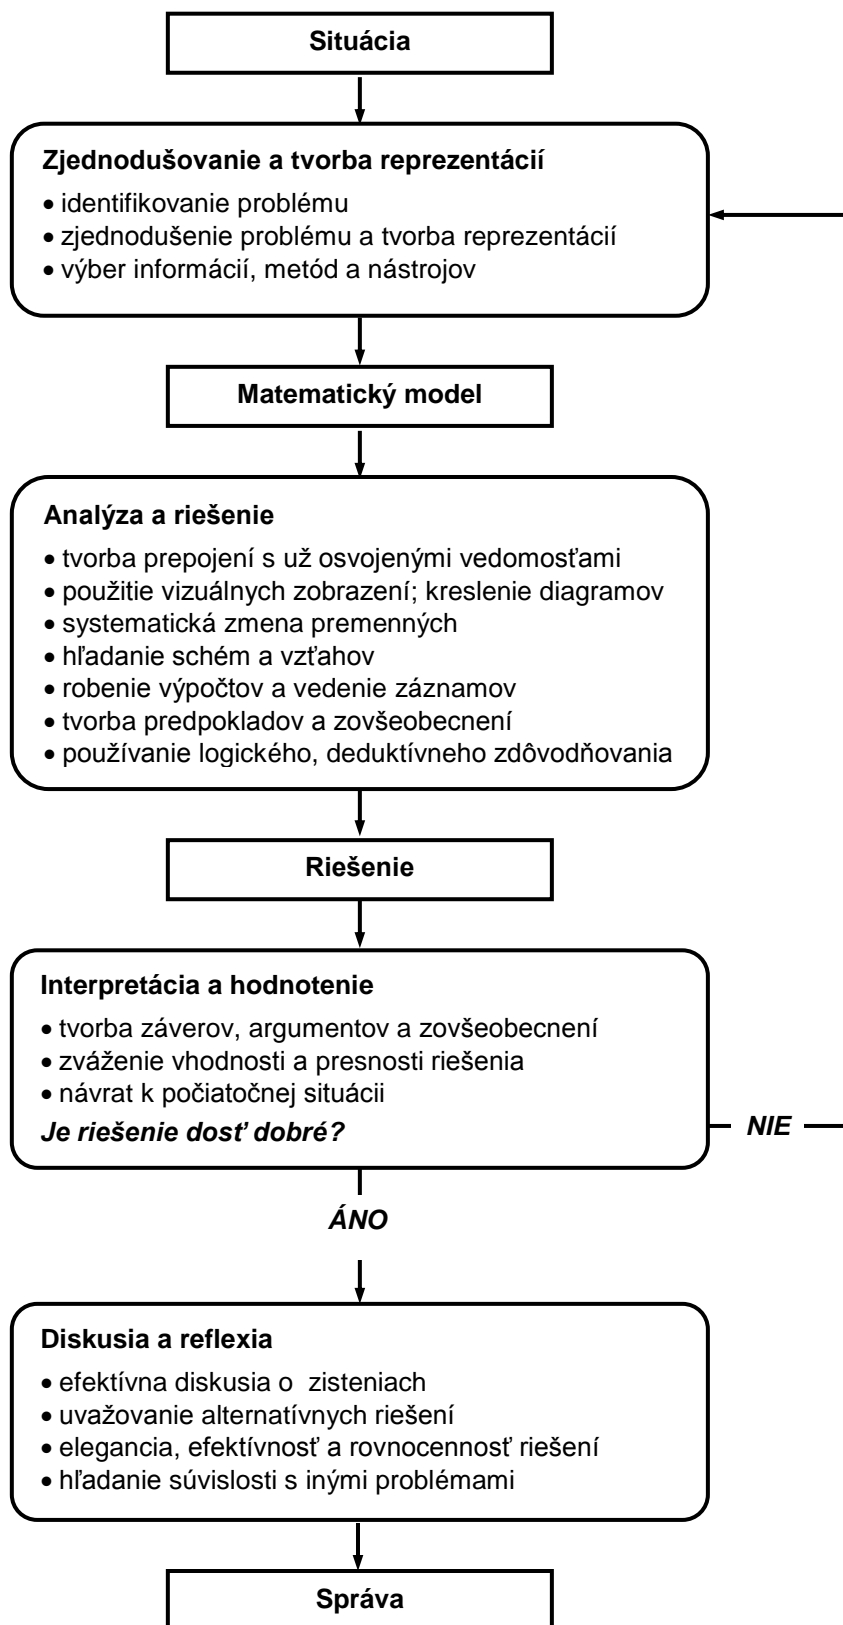 Situácia
Zjednodušovanie a tvorba reprezentácií
• identifikovanie problému
• zjednodušenie problému a tvorba reprezentácií
• výber informácií, metód a nástrojov
Matematický model
Analýza a riešenie
• tvorba prepojení s už osvojenými vedomosťami
• použitie vizuálnych zobrazení; kreslenie diagramov
• systematická zmena premenných
• hľadanie schém a vzťahov
• robenie výpočtov a vedenie záznamov
• tvorba predpokladov a zovšeobecnení
• používanie logického, deduktívneho zdôvodňovania
Riešenie
Interpretácia a hodnotenie
• tvorba záverov, argumentov a zovšeobecnení
• zváženie vhodnosti a presnosti riešenia
• návrat k počiatočnej situácii
Je riešenie dosť dobré?
NIE
ÁNO
Diskusia a reflexia
• efektívna diskusia o zisteniach
• uvažovanie alternatívnych riešení
• elegancia, efektívnosť a rovnocennosť riešení
• hľadanie súvislosti s inými problémami
Správa